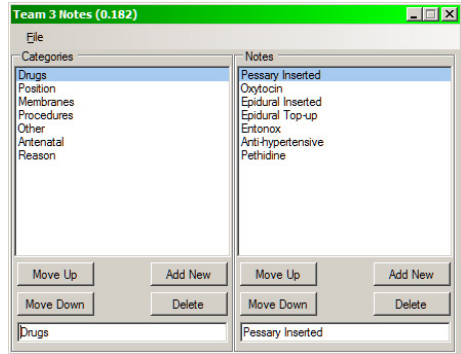 Team 3 Notes (0.182)
File
Categories
Drugs
Position
Membranes
Procedures
Other
Antenatal
Reason
Move Up
Add New
Move Down
Delete
Drugs
Notes
Pessary Inserted
Oxytocin
Epidural Inserted
Epidural Top-up
Entonox
Anti-hypertensive
Pethidine
Move Up
Add New
Move Down
Delete
Pessary Inserted